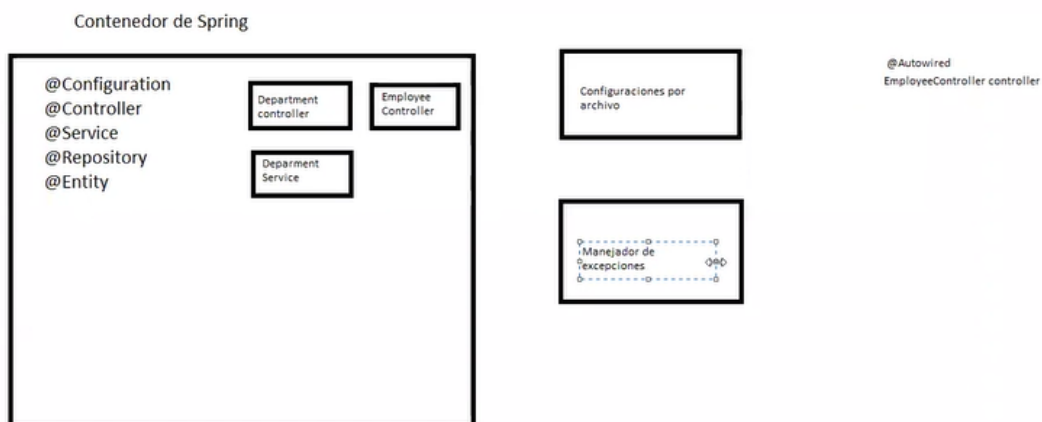 Contenedor de Spring
@Configuration
@Controller
@Service
@Repository
@Entity
Department
controller
Employee
Controller
Deparment
Service
Configuraciones por
archivo
Manejador de
excepciones
@Autowired
EmployeeController controller